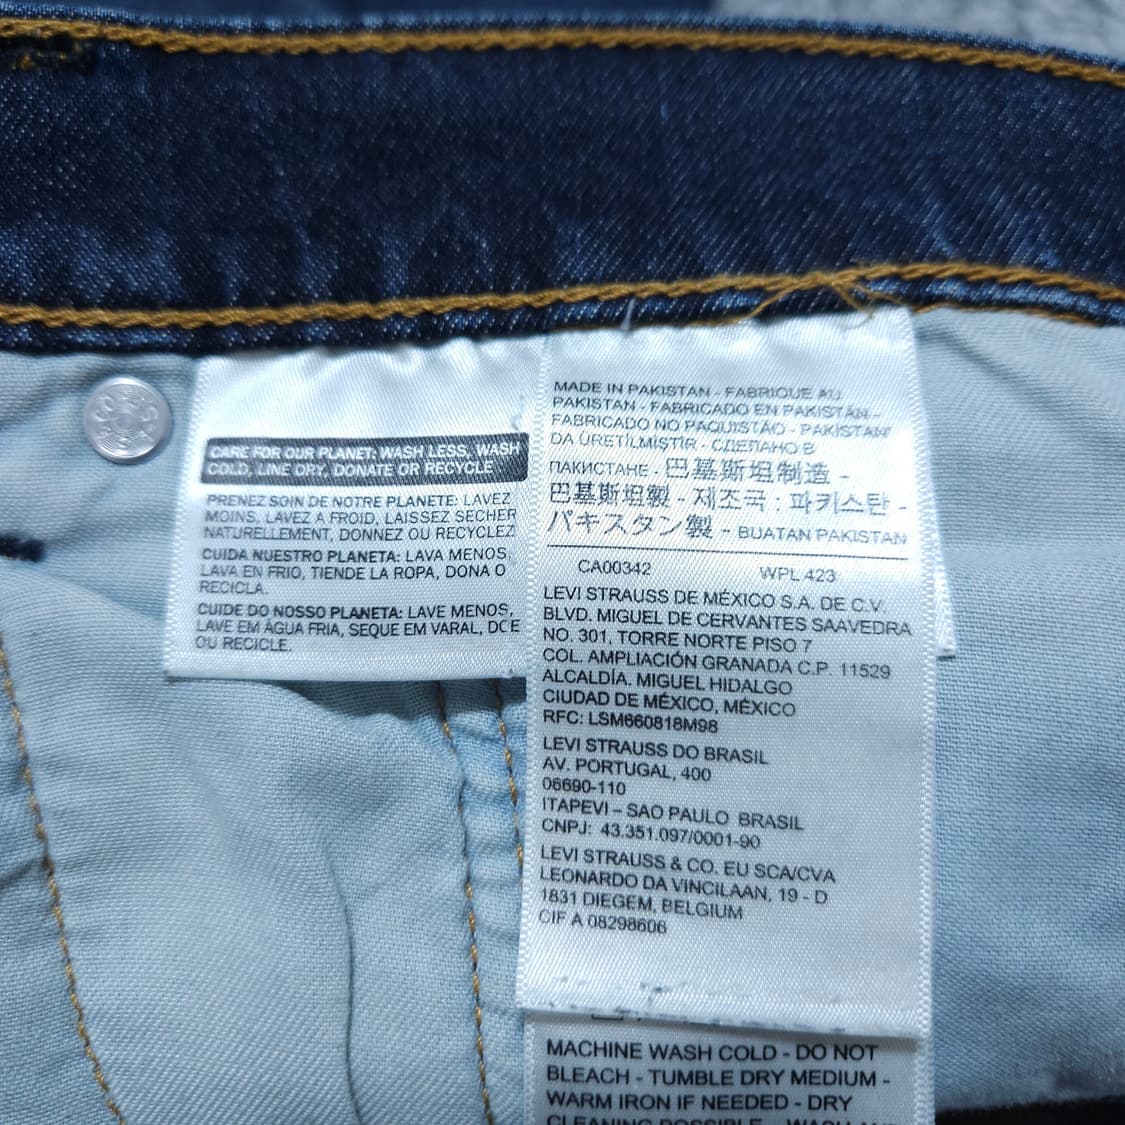 CARE FOR OUR PLANET: WASH LESS, WASH
COLD, LINE DRY, DONATE OR RECYCLE
PRENEZ SOIN DE NOTRE PLANETE: LAVEZ
MOINS, LAVEZ A FROID, LAISSEZ SECHER
NATURELLEMENT, DONNEZ OU RECYCLEZ
CUIDA NUESTRO PLANETA: LAVA MENOS,
LAVA EN FRIO, TIENDE LA ROPA, DONA O
RECICLA.
CUIDE DO NOSSO PLANETA: LAVE MENOS,
LAVE EM ÁGUA FRIA, SEQUE EM VARAL, DOE
OU RECICLE.
MADE IN PAKISTAN - FABRIQUE AU
PAKISTAN - FABRICADO EN PAKISTÁN -
FABRICADO NO PAQUISTÃO - PAKİSTAN'
DA ÜRETİLMİŞTİR - СДЕЛАНО В
ПАКИСТАНЕ - 巴基斯坦制造 -
巴基斯坦製 - 제조국 : 파키스탄 -
パキスタン製 - BUATAN PAKISTAN
CA00342 WPL 423
LEVI STRAUSS DE MÉXICO S.A. DE C.V.
BLVD. MIGUEL DE CERVANTES SAAVEDRA
NO. 301, TORRE NORTE PISO 7
COL. AMPLIACIÓN GRANADA C.P. 11529
ALCALDÍA. MIGUEL HIDALGO
CIUDAD DE MÉXICO, MÉXICO
RFC: LSM660818M98
LEVI STRAUSS DO BRASIL
AV. PORTUGAL, 400
06690-110
ITAPEVI – SAO PAULO BRASIL
CNPJ: 43.351.097/0001-90
LEVI STRAUSS & CO. EU SCA/CVA
LEONARDO DA VINCILAAN, 19 - D
1831 DIEGEM, BELGIUM
CIF A 08298606
MACHINE WASH COLD - DO NOT
BLEACH - TUMBLE DRY MEDIUM -
WARM IRON IF NEEDED - DRY
CLEANING POSSIBLE - WASH